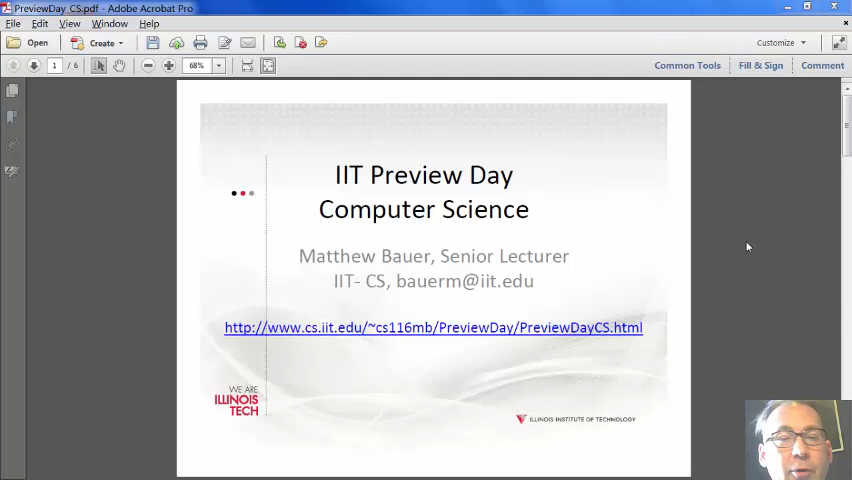 PreviewDay_CS.pdf - Adobe Acrobat Pro
File Edit View Window Help
Open Create Customize
1 / 6 68% Common Tools Fill & Sign Comment
IIT Preview Day
Computer Science
Matthew Bauer, Senior Lecturer
IIT- CS, bauerm@iit.edu
http://www.cs.iit.edu/~cs116mb/PreviewDay/PreviewDayCS.html
WE ARE
ILLINOIS
TECH
ILLINOIS INSTITUTE OF TECHNOLOGY